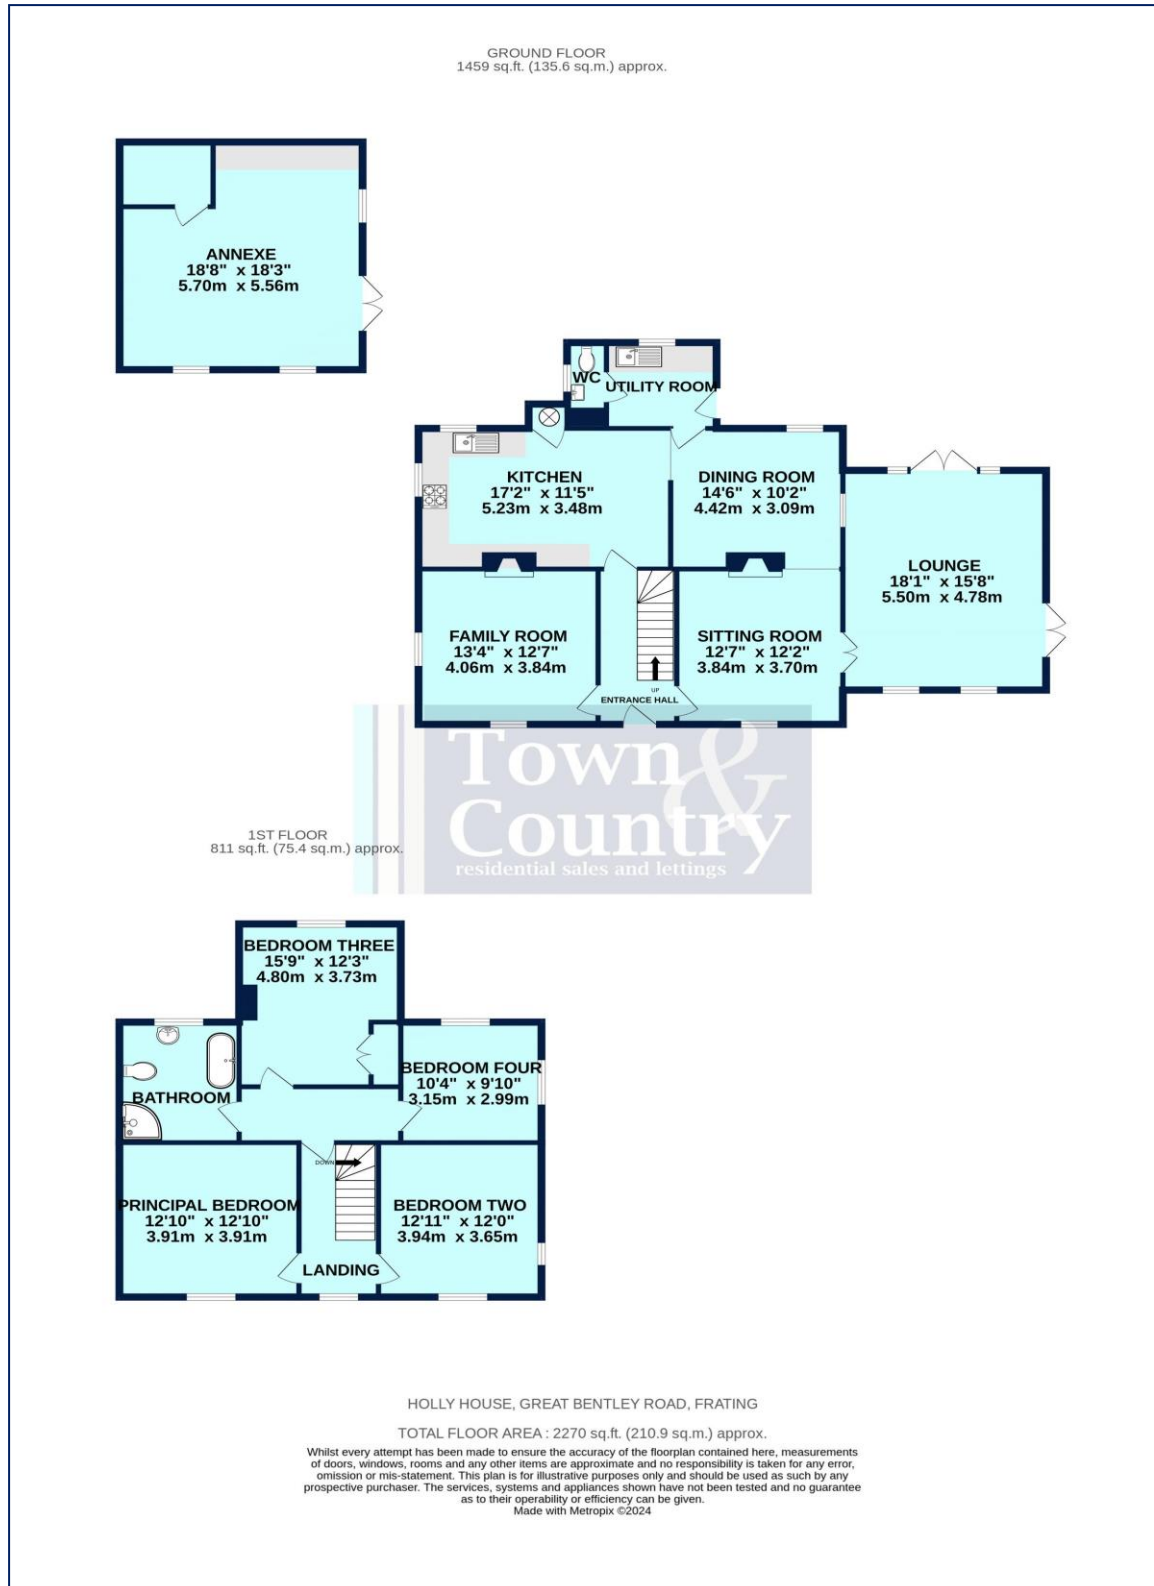 GROUND FLOOR
1459 sq.ft. (135.6 sq.m.) approx.
ANNEXE
18'8" x 18'3"
5.70m x 5.56m
WC
UTILITY ROOM
KITCHEN
17'2" x 11'5"
5.23m x 3.48m
DINING ROOM
14'6" x 10'2"
4.42m x 3.09m
LOUNGE
18'1" x 15'8"
5.50m x 4.78m
FAMILY ROOM
13'4" x 12'7"
4.06m x 3.84m
SITTING ROOM
12'7" x 12'2"
3.84m x 3.70m
UP
ENTRANCE HALL
Town &
Country
residential sales and lettings
1ST FLOOR
811 sq.ft. (75.4 sq.m.) approx.
BEDROOM THREE
15'9" x 12'3"
4.80m x 3.73m
BEDROOM FOUR
10'4" x 9'10"
3.15m x 2.99m
BATHROOM
DOWN
PRINCIPAL BEDROOM
12'10" x 12'10"
3.91m x 3.91m
BEDROOM TWO
12'11" x 12'0"
3.94m x 3.65m
LANDING
HOLLY HOUSE, GREAT BENTLEY ROAD, FRATING
TOTAL FLOOR AREA : 2270 sq.ft. (210.9 sq.m.) approx.
Whilst every attempt has been made to ensure the accuracy of the floorplan contained here, measurements
of doors, windows, rooms and any other items are approximate and no responsibility is taken for any error,
omission or mis-statement. This plan is for illustrative purposes only and should be used as such by any
prospective purchaser. The services, systems and appliances shown have not been tested and no guarantee
as to their operability or efficiency can be given.
Made with Metropix ©2024